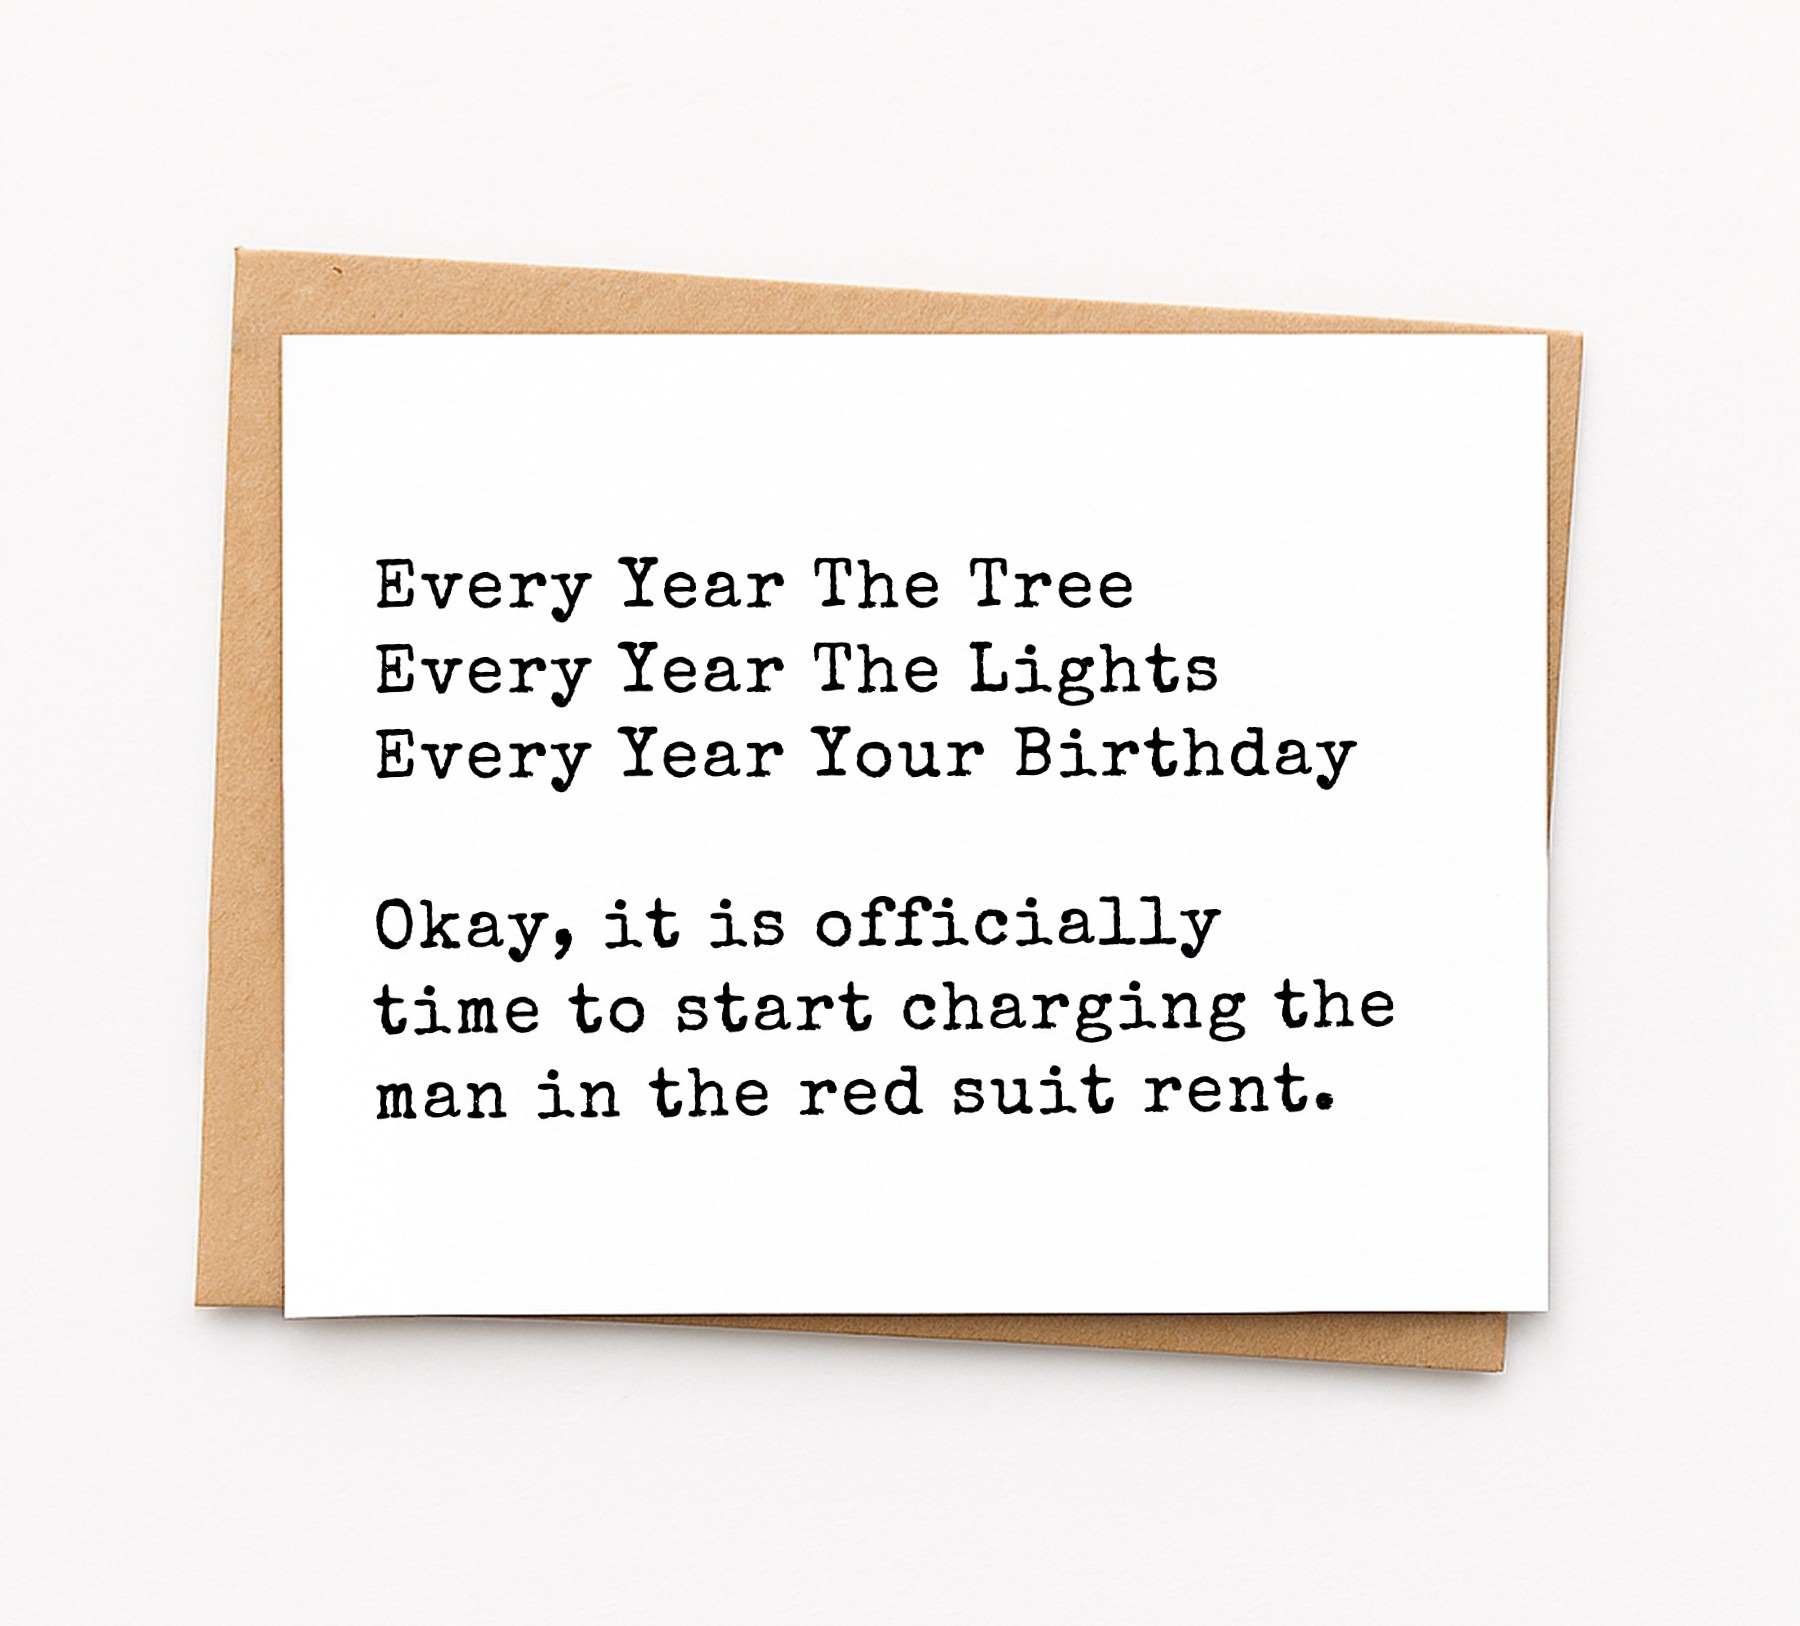 Every Year The Tree
Every Year The Lights
Every Year Your Birthday
Okay, it is officially
time to start charging the
man in the red suit rent.